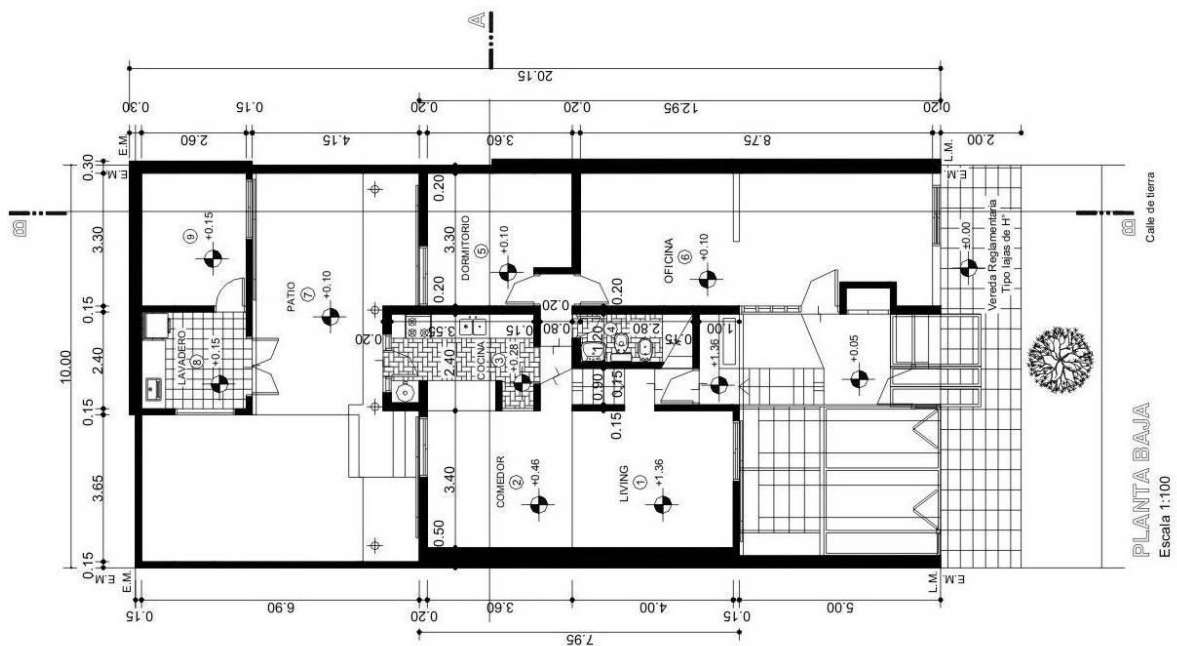 A
20.15
0.30
0.15
0.20
12.95
0.20
0.20
E.M.
2.60
4.15
3.60
8.75
2.00
L.M.
0.30
E.M.
E.M.
B
10.00
3.30
0.15
2.40
0.15
3.65
0.15
9
+0.15
PATIO
7
+0.10
0.20
3.30
0.20
DORMITORIO
5
+0.10
OFICINA
6
+0.10
±0.00
Vereda Reglamentaria
Tipo lajas de H°
B
Calle de tierra
LAVADERO
8
+0.15
0.20
3.55
0.15
0.80
0.20
0.20
1.20
2.80
0.15
1.00
4
2.40
COCINA
3
+0.28
0.90
0.15
0.15
+1.36
+0.05
3.40
0.50
COMEDOR
2
+0.46
LIVING
1
+1.36
E.M.
E.M.
L.M.
E.M.
0.15
6.90
0.20
0.20
3.60
4.00
0.15
5.00
7.95
PLANTA BAJA
Escala 1:100